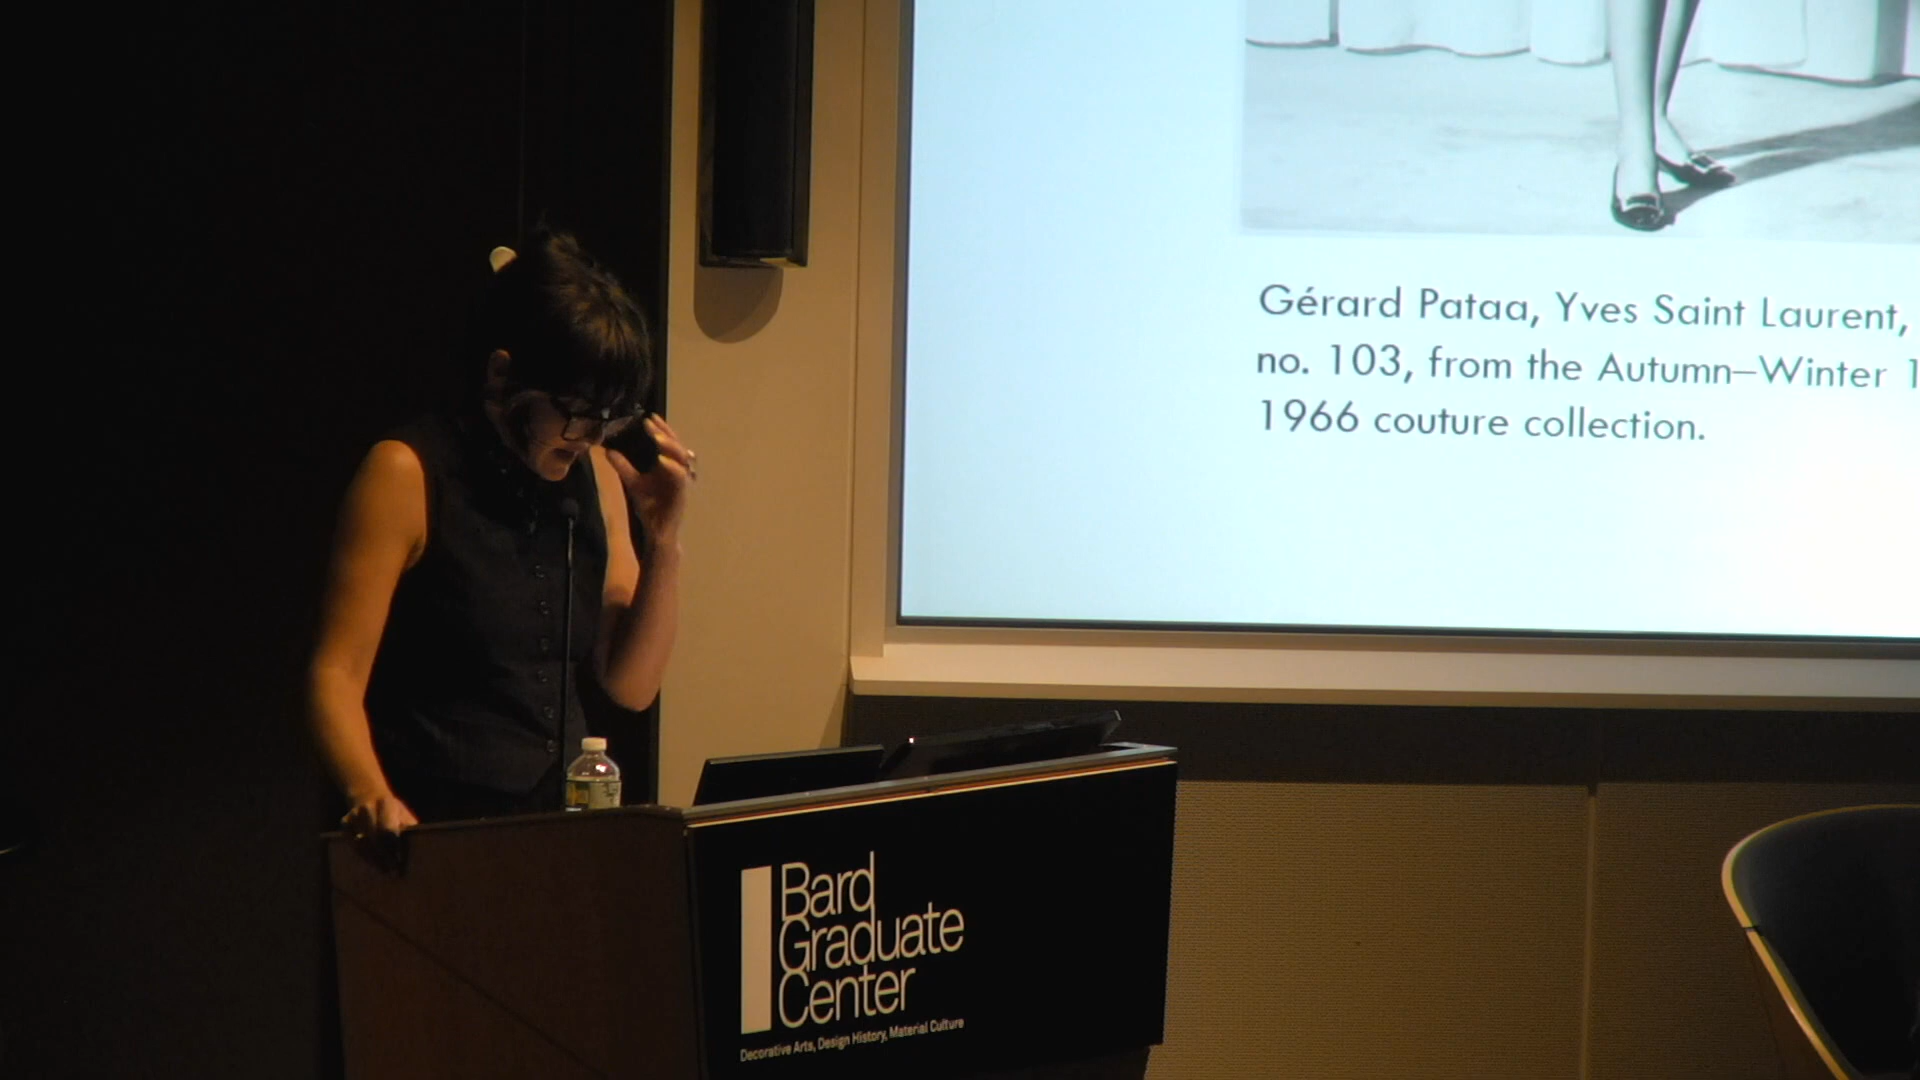 Gérard Pataa, Yves Saint Laurent,
no. 103, from the Autumn–Winter 1
1966 couture collection.
Bard
Graduate
Center
Decorative Arts, Design History, Material Culture